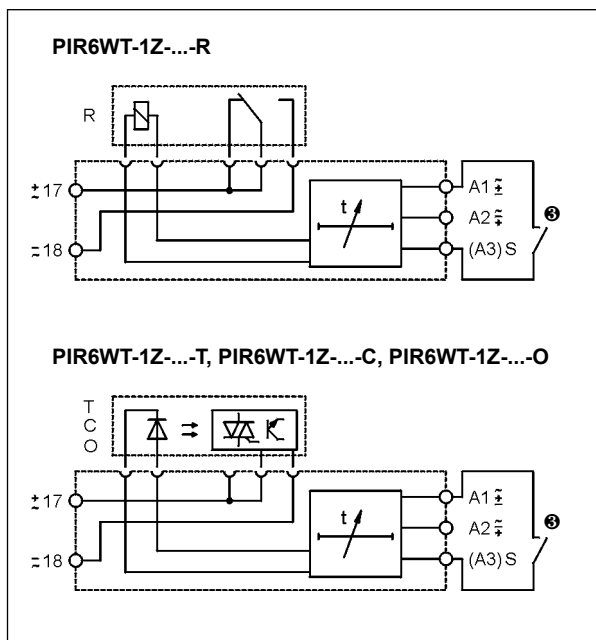 PIR6WT-1Z-...-R
R
± ~ 17
A1 ~ ±
A2 ~ ∓
❸
= ~ 18
(A3) S
PIR6WT-1Z-...-T, PIR6WT-1Z-...-C, PIR6WT-1Z-...-O
T
C
O
± ~ 17
t
A1 ~ ±
A2 ~ ∓
❸
= ~ 18
(A3) S